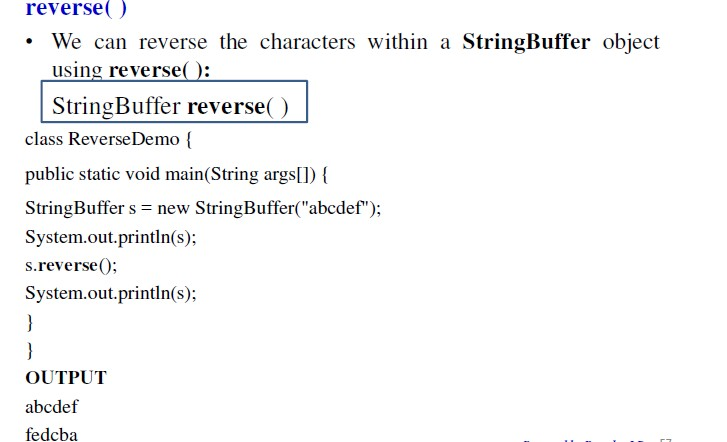 reverse( )
• We can reverse the characters within a StringBuffer object
using reverse( ):
StringBuffer reverse( )
class ReverseDemo {
public static void main(String args[]) {
StringBuffer s = new StringBuffer("abcdef");
System.out.println(s);
s.reverse();
System.out.println(s);
}
}
OUTPUT
abcdef
fedcba